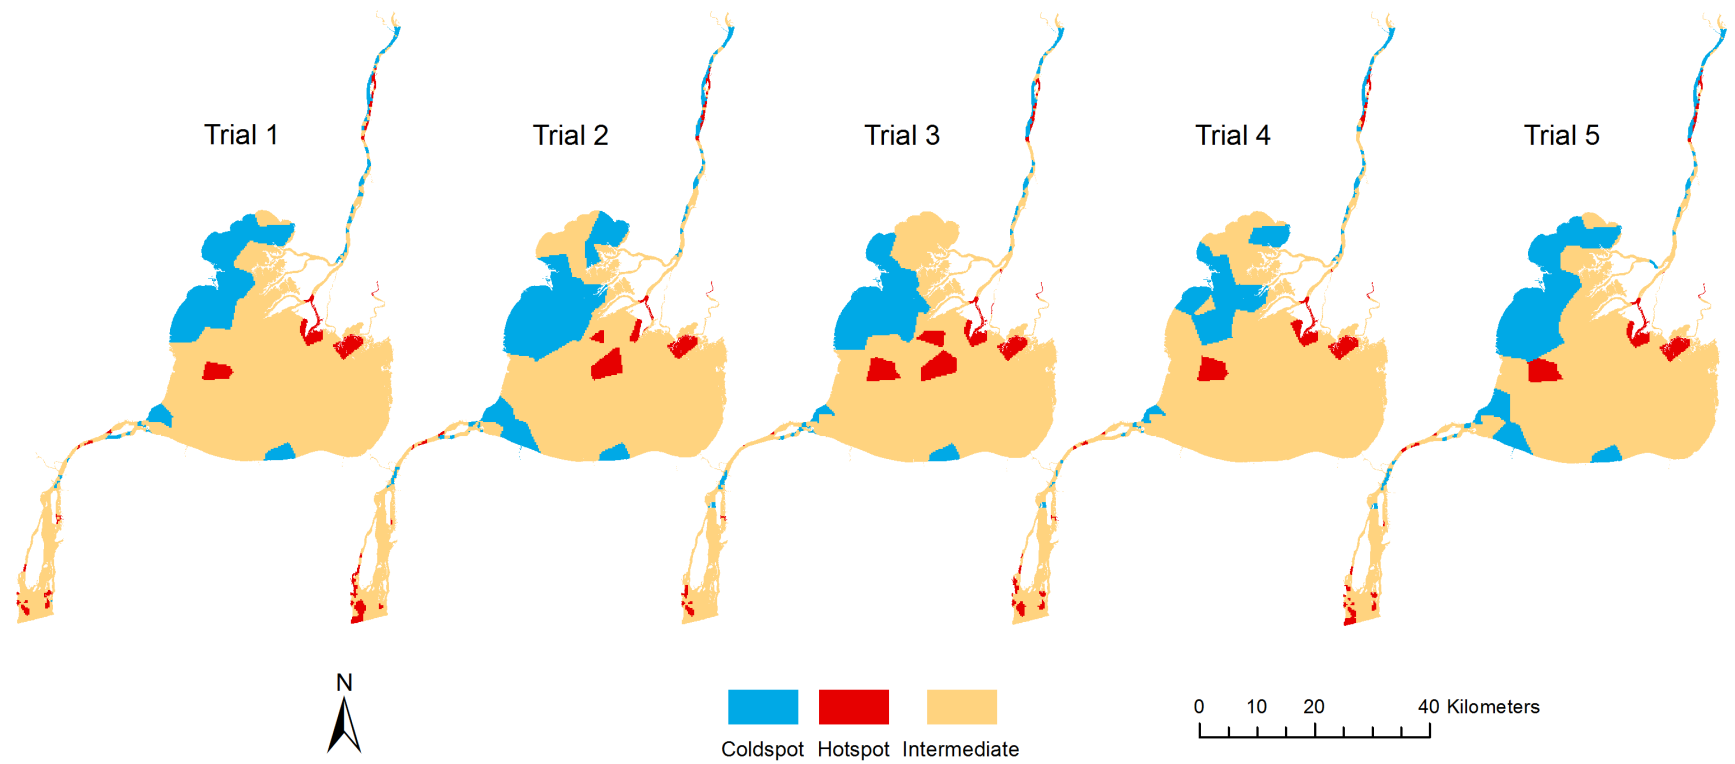 Trial 1
Trial 2
Trial 3
Trial 4
Trial 5
N
Coldspot
Hotspot
Intermediate
0 10 20 40 Kilometers